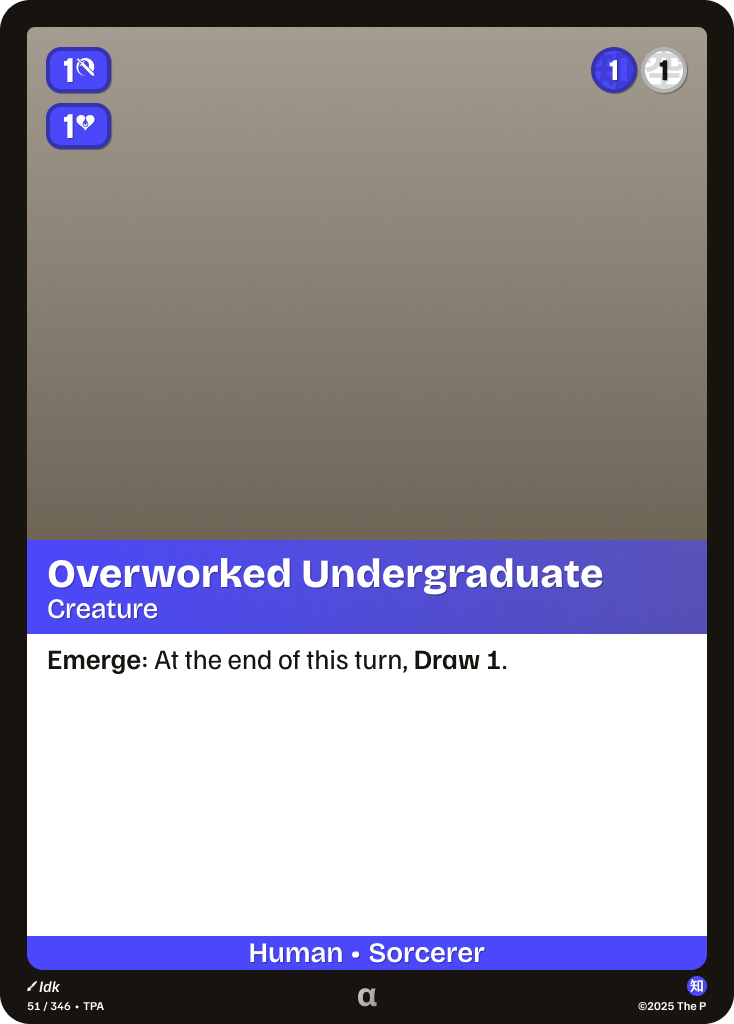 1
1
1 1
Overworked Undergraduate
Creature
Emerge: At the end of this turn, Draw 1.
Human • Sorcerer
Idk
51 / 346 • TPA
α
知
©2025 The P